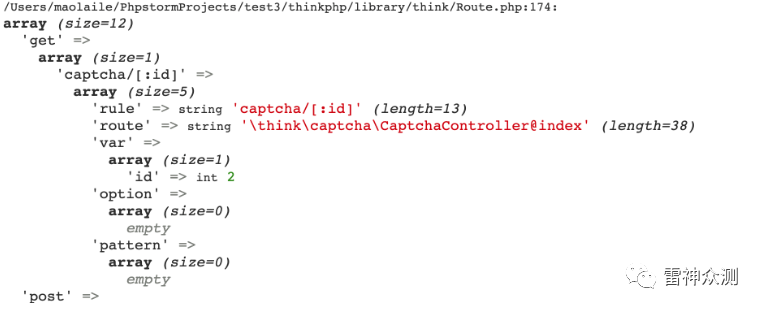 /Users/maolaile/PhpstormProjects/test3/thinkphp/library/think/Route.php:174:
array (size=12)
'get' =>
array (size=1)
'captcha/[:id]' =>
array (size=5)
'rule' => string 'captcha/[:id]' (length=13)
'route' => string '\think\captcha\CaptchaController@index' (length=38)
'var' =>
array (size=1)
'id' => int 2
'option' =>
array (size=0)
empty
'pattern' =>
array (size=0)
empty
'post' =>
雷神众测